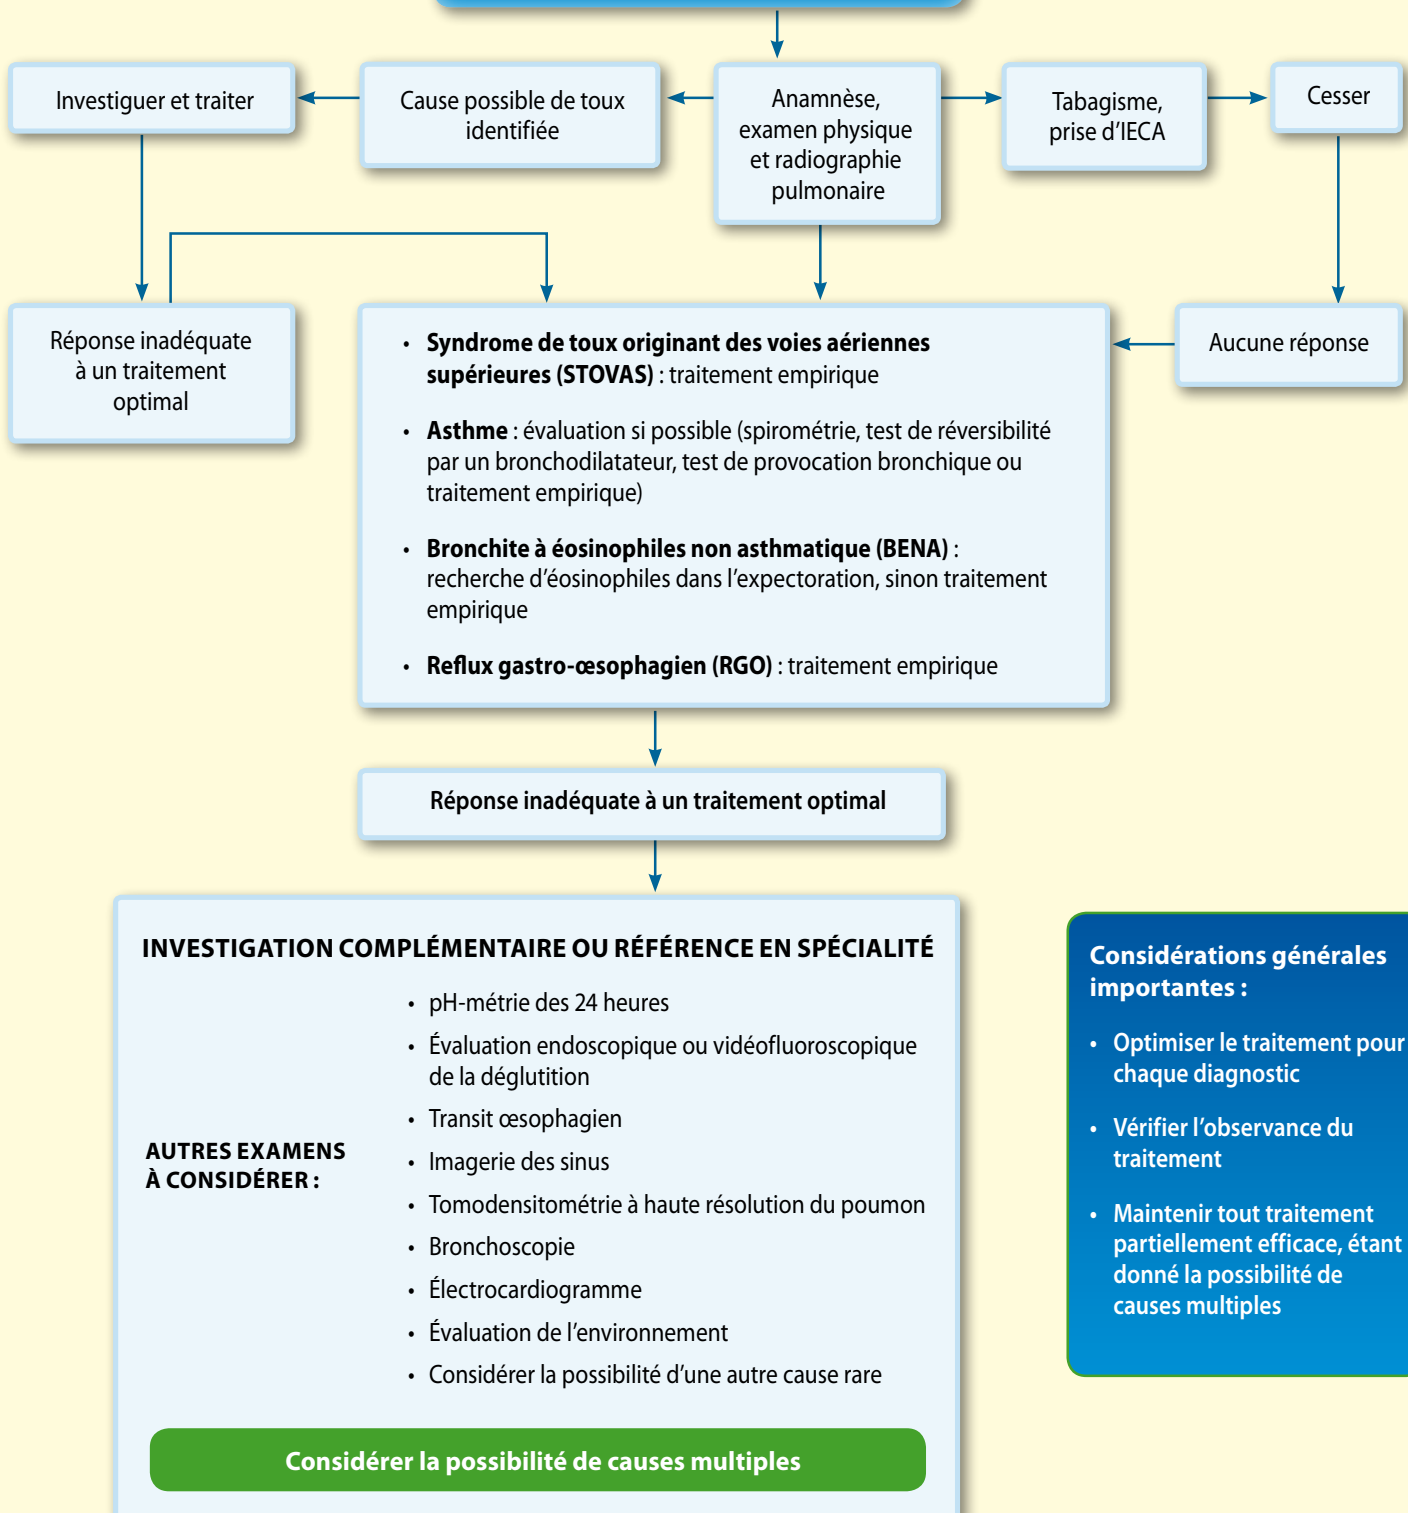 Investiguer et traiter
Cause possible de toux
identifiée
Anamnèse,
examen physique
et radiographie
pulmonaire
Tabagisme,
prise d'IECA
Cesser
Réponse inadéquate
à un traitement
optimal
• Syndrome de toux originant des voies aériennes
supérieures (STOVAS) : traitement empirique
• Asthme : évaluation si possible (spirométrie, test de réversibilité
par un bronchodilatateur, test de provocation bronchique ou
traitement empirique)
• Bronchite à éosinophiles non asthmatique (BENA) :
recherche d'éosinophiles dans l'expectoration, sinon traitement
empirique
• Reflux gastro-œsophagien (RGO) : traitement empirique
Aucune réponse
Réponse inadéquate à un traitement optimal
INVESTIGATION COMPLÉMENTAIRE OU RÉFÉRENCE EN SPÉCIALITÉ
AUTRES EXAMENS
À CONSIDÉRER :
• pH-métrie des 24 heures
• Évaluation endoscopique ou vidéofluoroscopique
de la déglutition
• Transit œsophagien
• Imagerie des sinus
• Tomodensitométrie à haute résolution du poumon
• Bronchoscopie
• Électrocardiogramme
• Évaluation de l'environnement
• Considérer la possibilité d'une autre cause rare
Considérer la possibilité de causes multiples
Considérations générales
importantes :
• Optimiser le traitement pour
chaque diagnostic
• Vérifier l'observance du
traitement
• Maintenir tout traitement
partiellement efficace, étant
donné la possibilité de
causes multiples